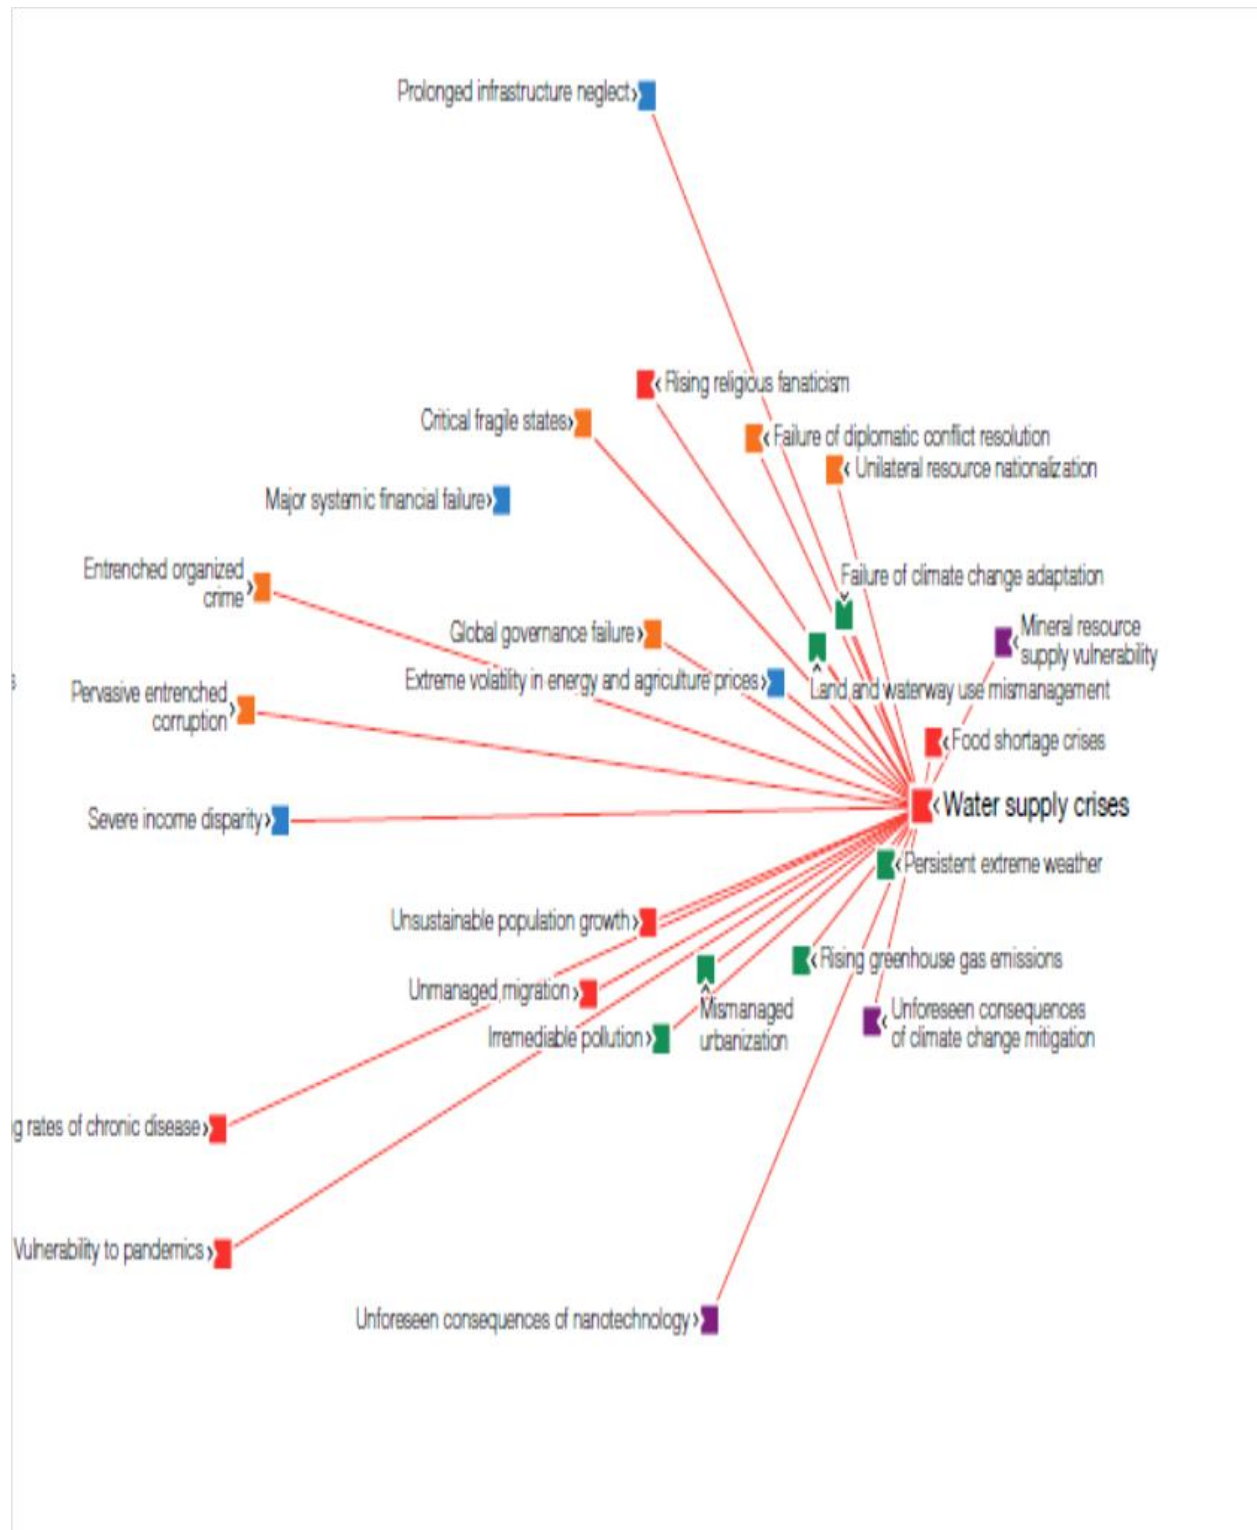 Prolonged infrastructure neglect
Rising religious fanaticism
Critical fragile states
Failure of diplomatic conflict resolution
Unilateral resource nationalization
Major systemic financial failure
Entrenched organized
crime
Failure of climate change adaptation
Global governance failure
Mineral resource
supply vulnerability
Extreme volatility in energy and agriculture prices
s
Land and waterway use mismanagement
Pervasive entrenched
corruption
Food shortage crises
Water supply crises
Severe income disparity
Persistent extreme weather
Unsustainable population growth
Rising greenhouse gas emissions
Unmanaged migration
Mismanaged
urbanization
Unforeseen consequences
of climate change mitigation
Irremediable pollution
g rates of chronic disease
Vulnerability to pandemics
Unforeseen consequences of nanotechnology